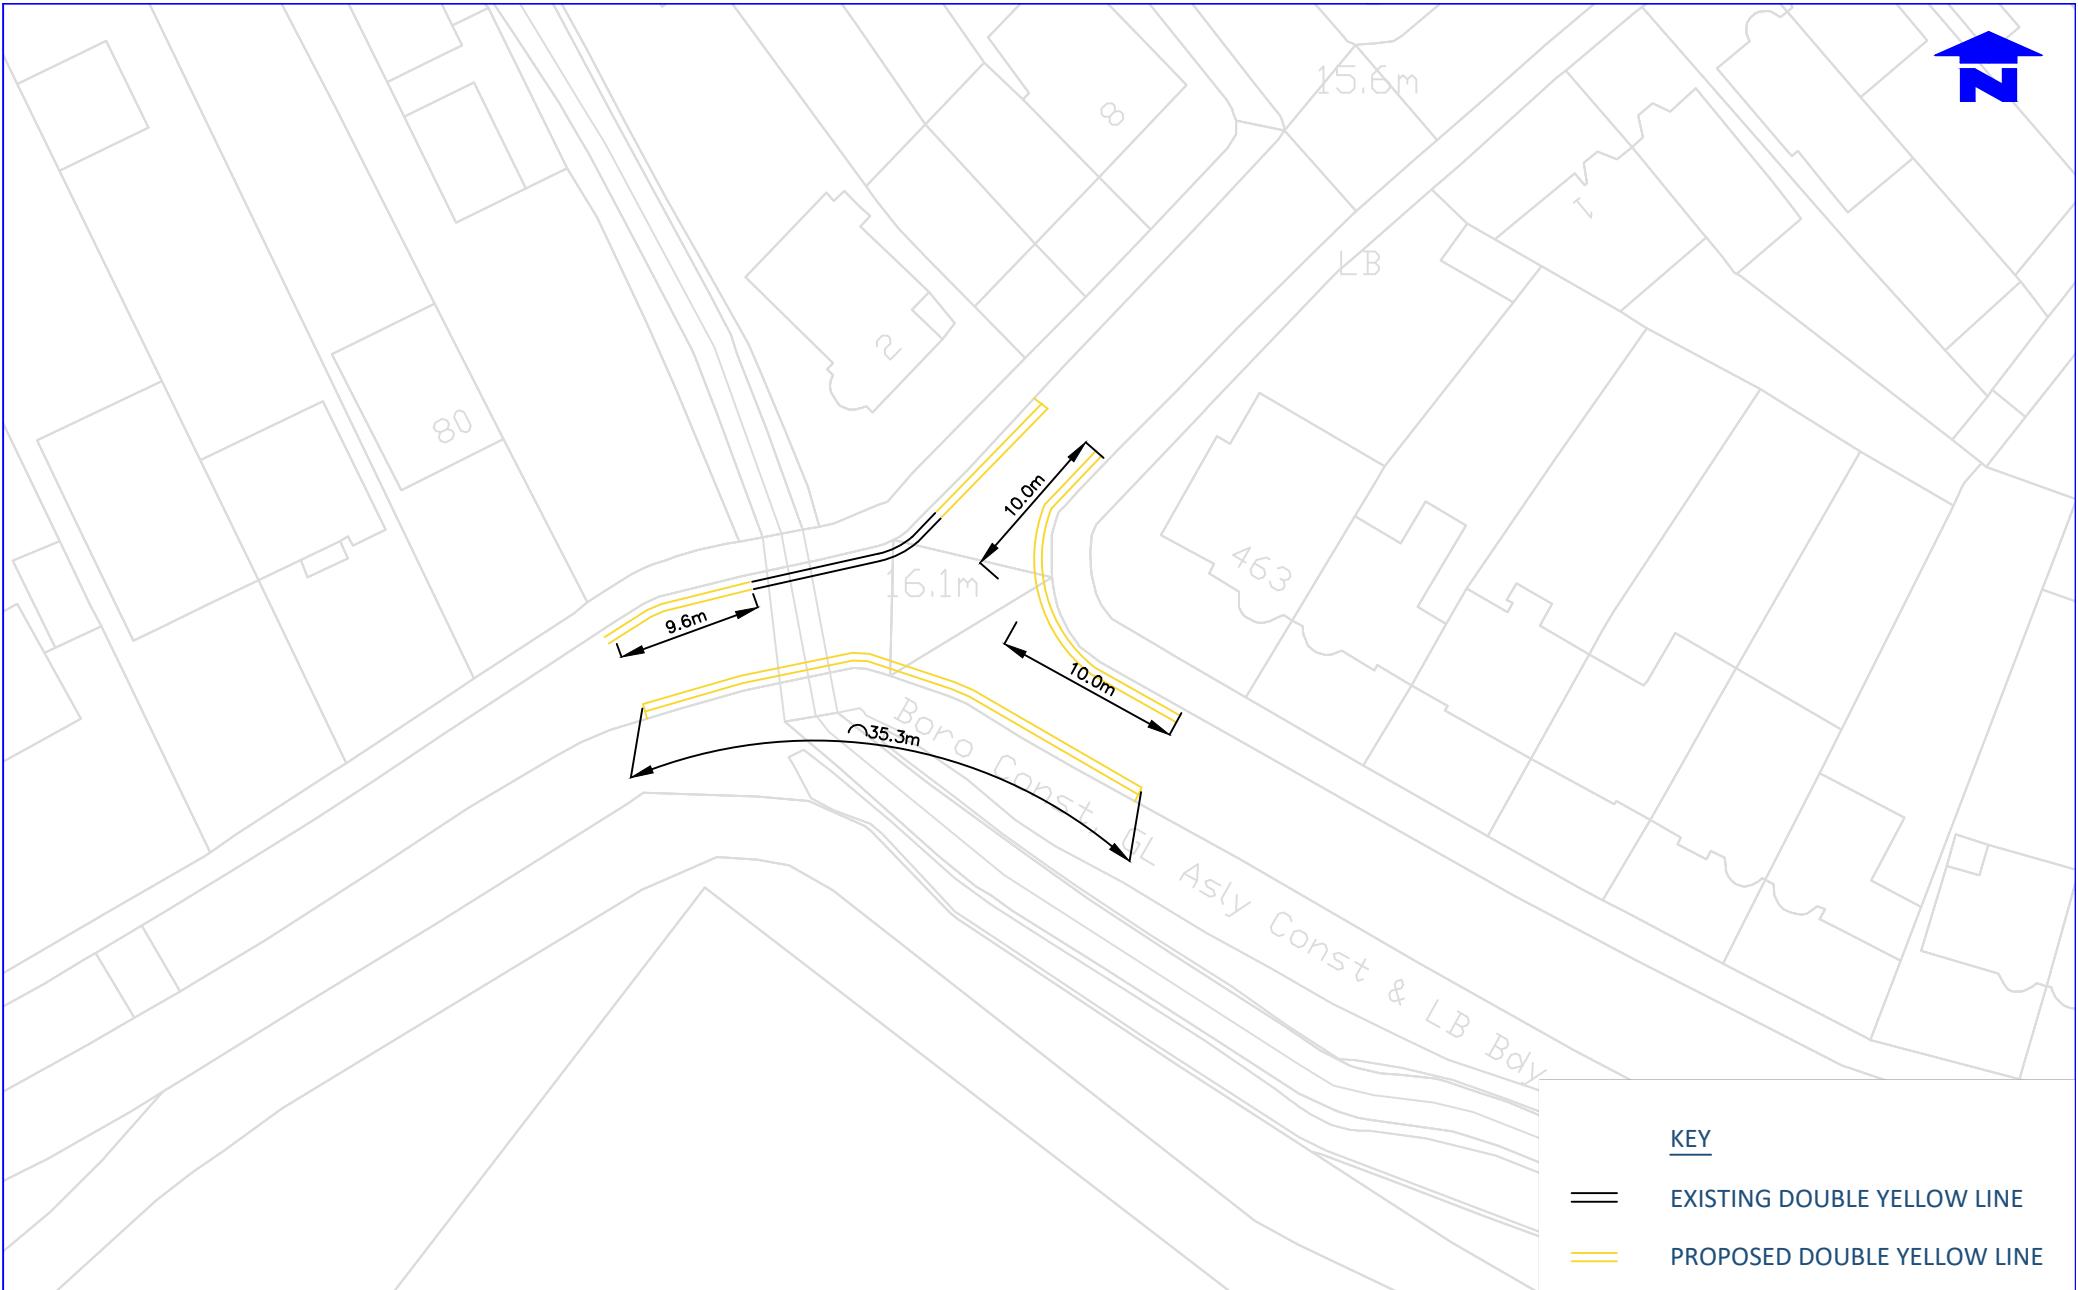 N
15.6m
8
1
LB
2
80
10.0m
463
16.1m
9.6m
10.0m
35.3m
Boro Const, GL Asly Const & LB Bdy
KEY
EXISTING DOUBLE YELLOW LINE
PROPOSED DOUBLE YELLOW LINE